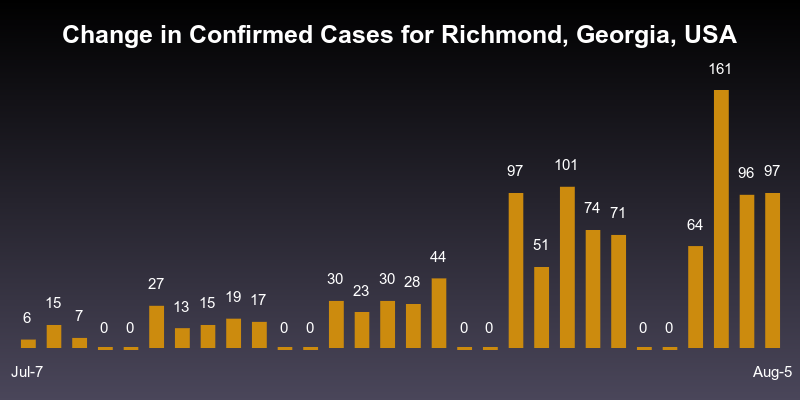 Change in Confirmed Cases for Richmond, Georgia, USA
6 15 7 0 0 27 13 15 19 17 0 0 30 23 30 28 44 0 0 97 51 101 74 71 0 0 64 161 96 97
Jul-7 Aug-5